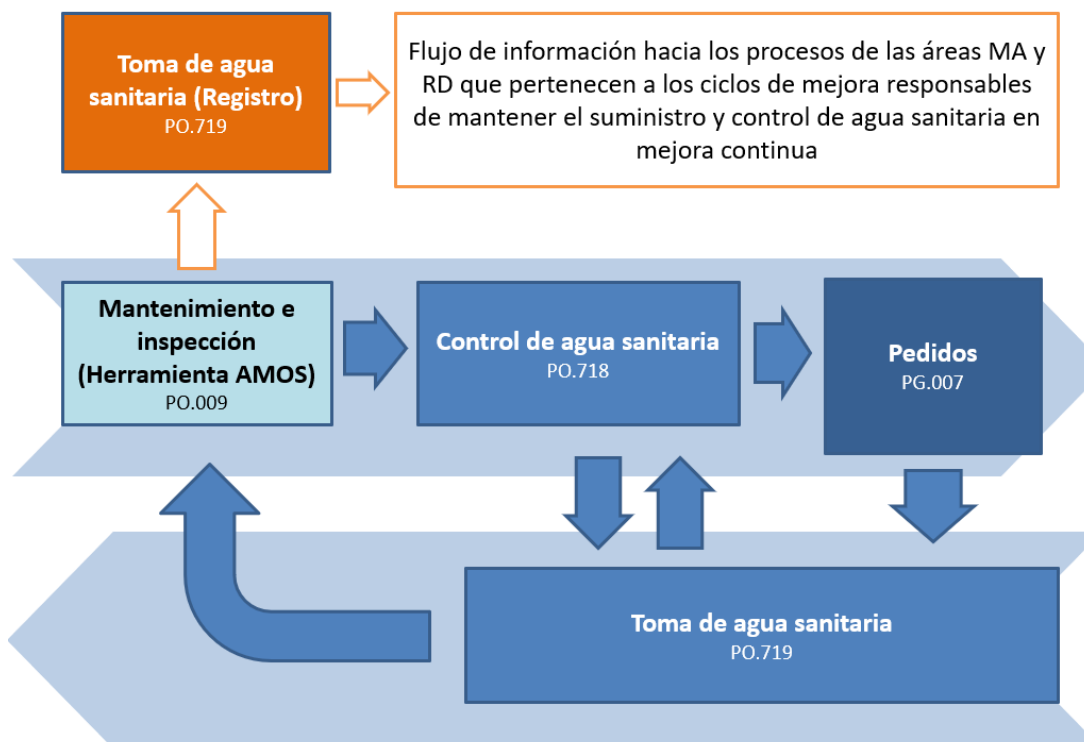 Toma de agua
sanitaria (Registro)
PO.719
Flujo de información hacia los procesos de las áreas MA y
RD que pertenecen a los ciclos de mejora responsables
de mantener el suministro y control de agua sanitaria en
mejora continua
Mantenimiento e
inspección
(Herramienta AMOS)
PO.009
Control de agua sanitaria
PO.718
Pedidos
PG.007
Toma de agua sanitaria
PO.719